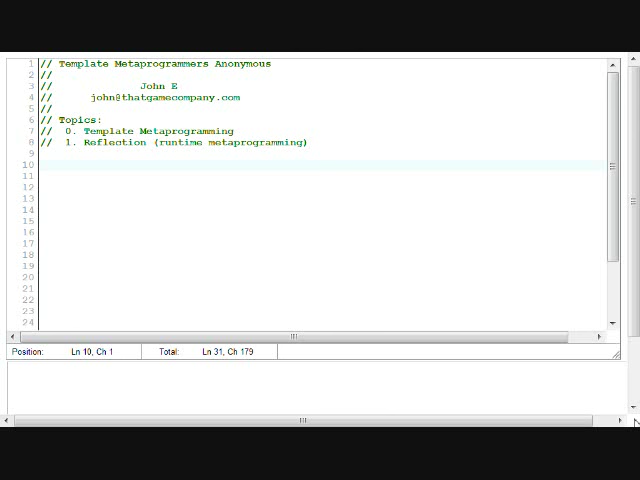 1 // Template Metaprogrammers Anonymous
2 //
3 // John E
4 // john@thatgamecompany.com
5 //
6 // Topics:
7 // 0. Template Metaprogramming
8 // 1. Reflection (runtime metaprogramming)
9
10
11
12
13
14
15
16
17
18
19
20
21
22
23
24
Position: Ln 10, Ch 1 Total: Ln 31, Ch 179